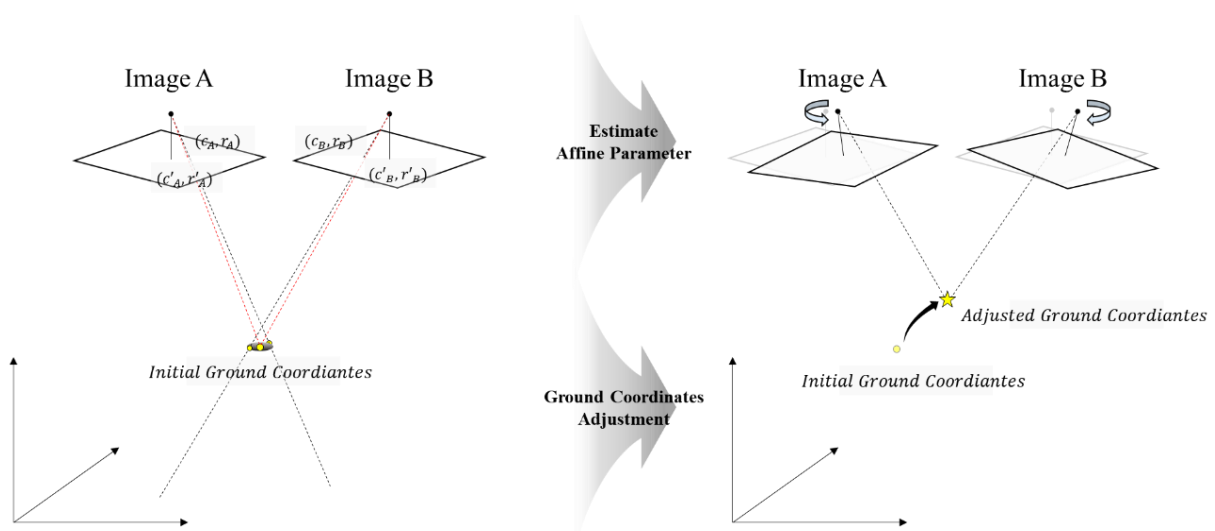 Image A
Image B
(c_A, r_A)
(c_B, r_B)
(c'_A, r'_A)
(c'_B, r'_B)
Initial Ground Coordiantes
Estimate
Affine Parameter
Ground Coordinates
Adjustment
Image A
Image B
Adjusted Ground Coordiantes
Initial Ground Coordiantes